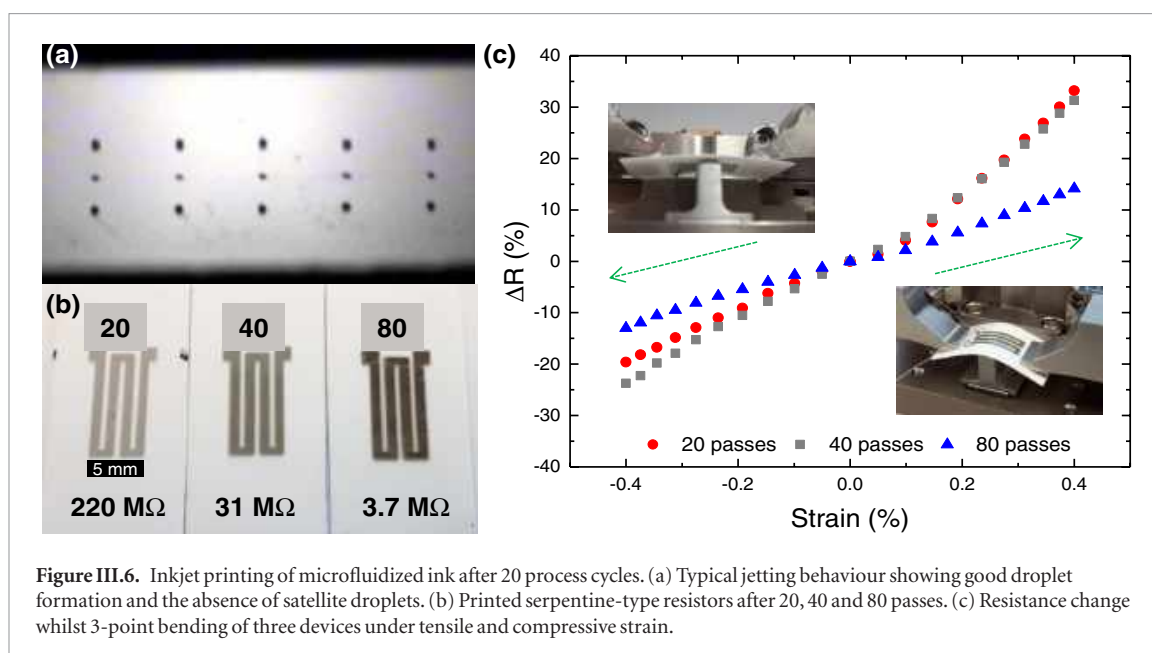 (a)
(b)
20
40
80
5 mm
220 MΩ
31 MΩ
3.7 MΩ
(c)
40
30
20
10
0
-10
-20
-30
-40
ΔR (%)
20 passes
40 passes
80 passes
-0.4
-0.2
0.0
0.2
0.4
Strain (%)
Figure III.6. Inkjet printing of microfluidized ink after 20 process cycles. (a) Typical jetting behaviour showing good droplet
formation and the absence of satellite droplets. (b) Printed serpentine-type resistors after 20, 40 and 80 passes. (c) Resistance change
whilst 3-point bending of three devices under tensile and compressive strain.